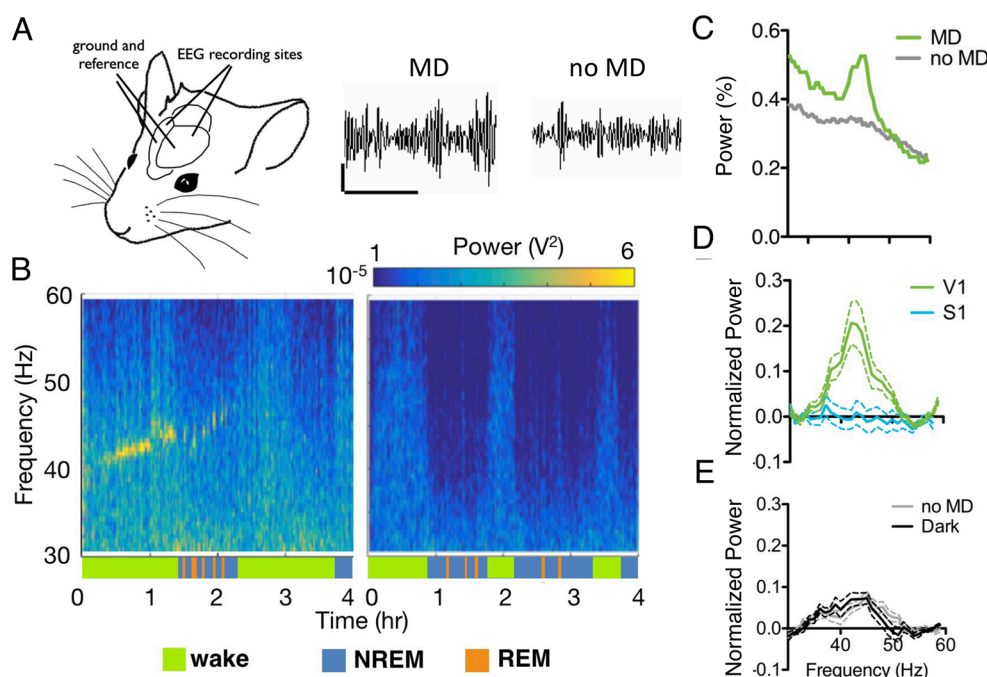 A
ground and
reference
EEG recording sites
MD
no MD
B
Power (V²)
1
6
10⁻⁵
60
50
40
30
Frequency (Hz)
0
1
2
3
4
0
1
2
3
4
Time (hr)
wake
NREM
REM
C
MD
no MD
0.6
0.4
0.2
0.0
Power (%)
D
V1
S1
0.3
0.2
0.1
0.0
-0.1
Normalized Power
E
no MD
Dark
0.3
0.2
0.1
0.0
-0.1
Normalized Power
40
50
60
Frequency (Hz)